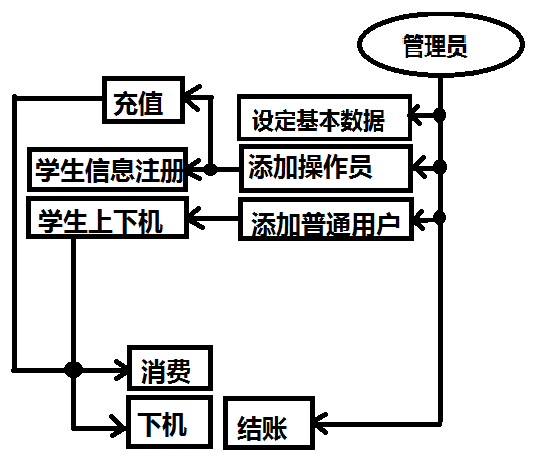 管理员
充值
设定基本数据
学生信息注册
添加操作员
学生上下机
添加普通用户
消费
下机
结账